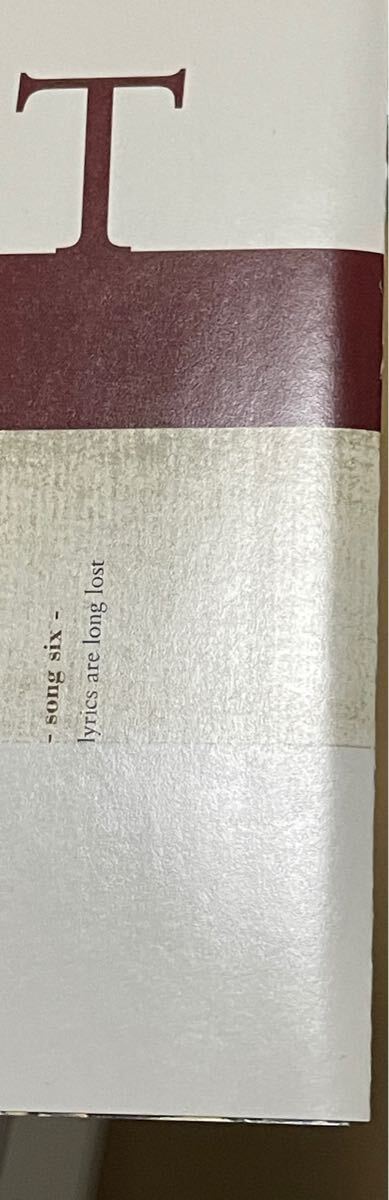 T
- song six -
lyrics are long lost